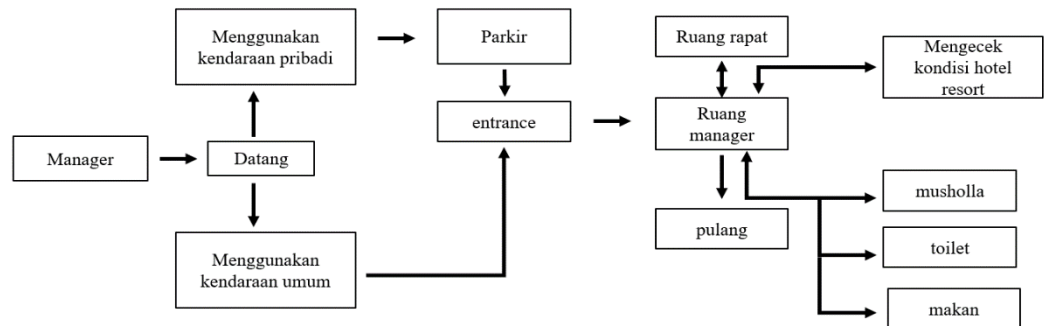 Manager
Datang
Menggunakan
kendaraan pribadi
Menggunakan
kendaraan umum
Parkir
entrance
Ruang rapat
Ruang
manager
pulang
Mengecek
kondisi hotel
resort
musholla
toilet
makan